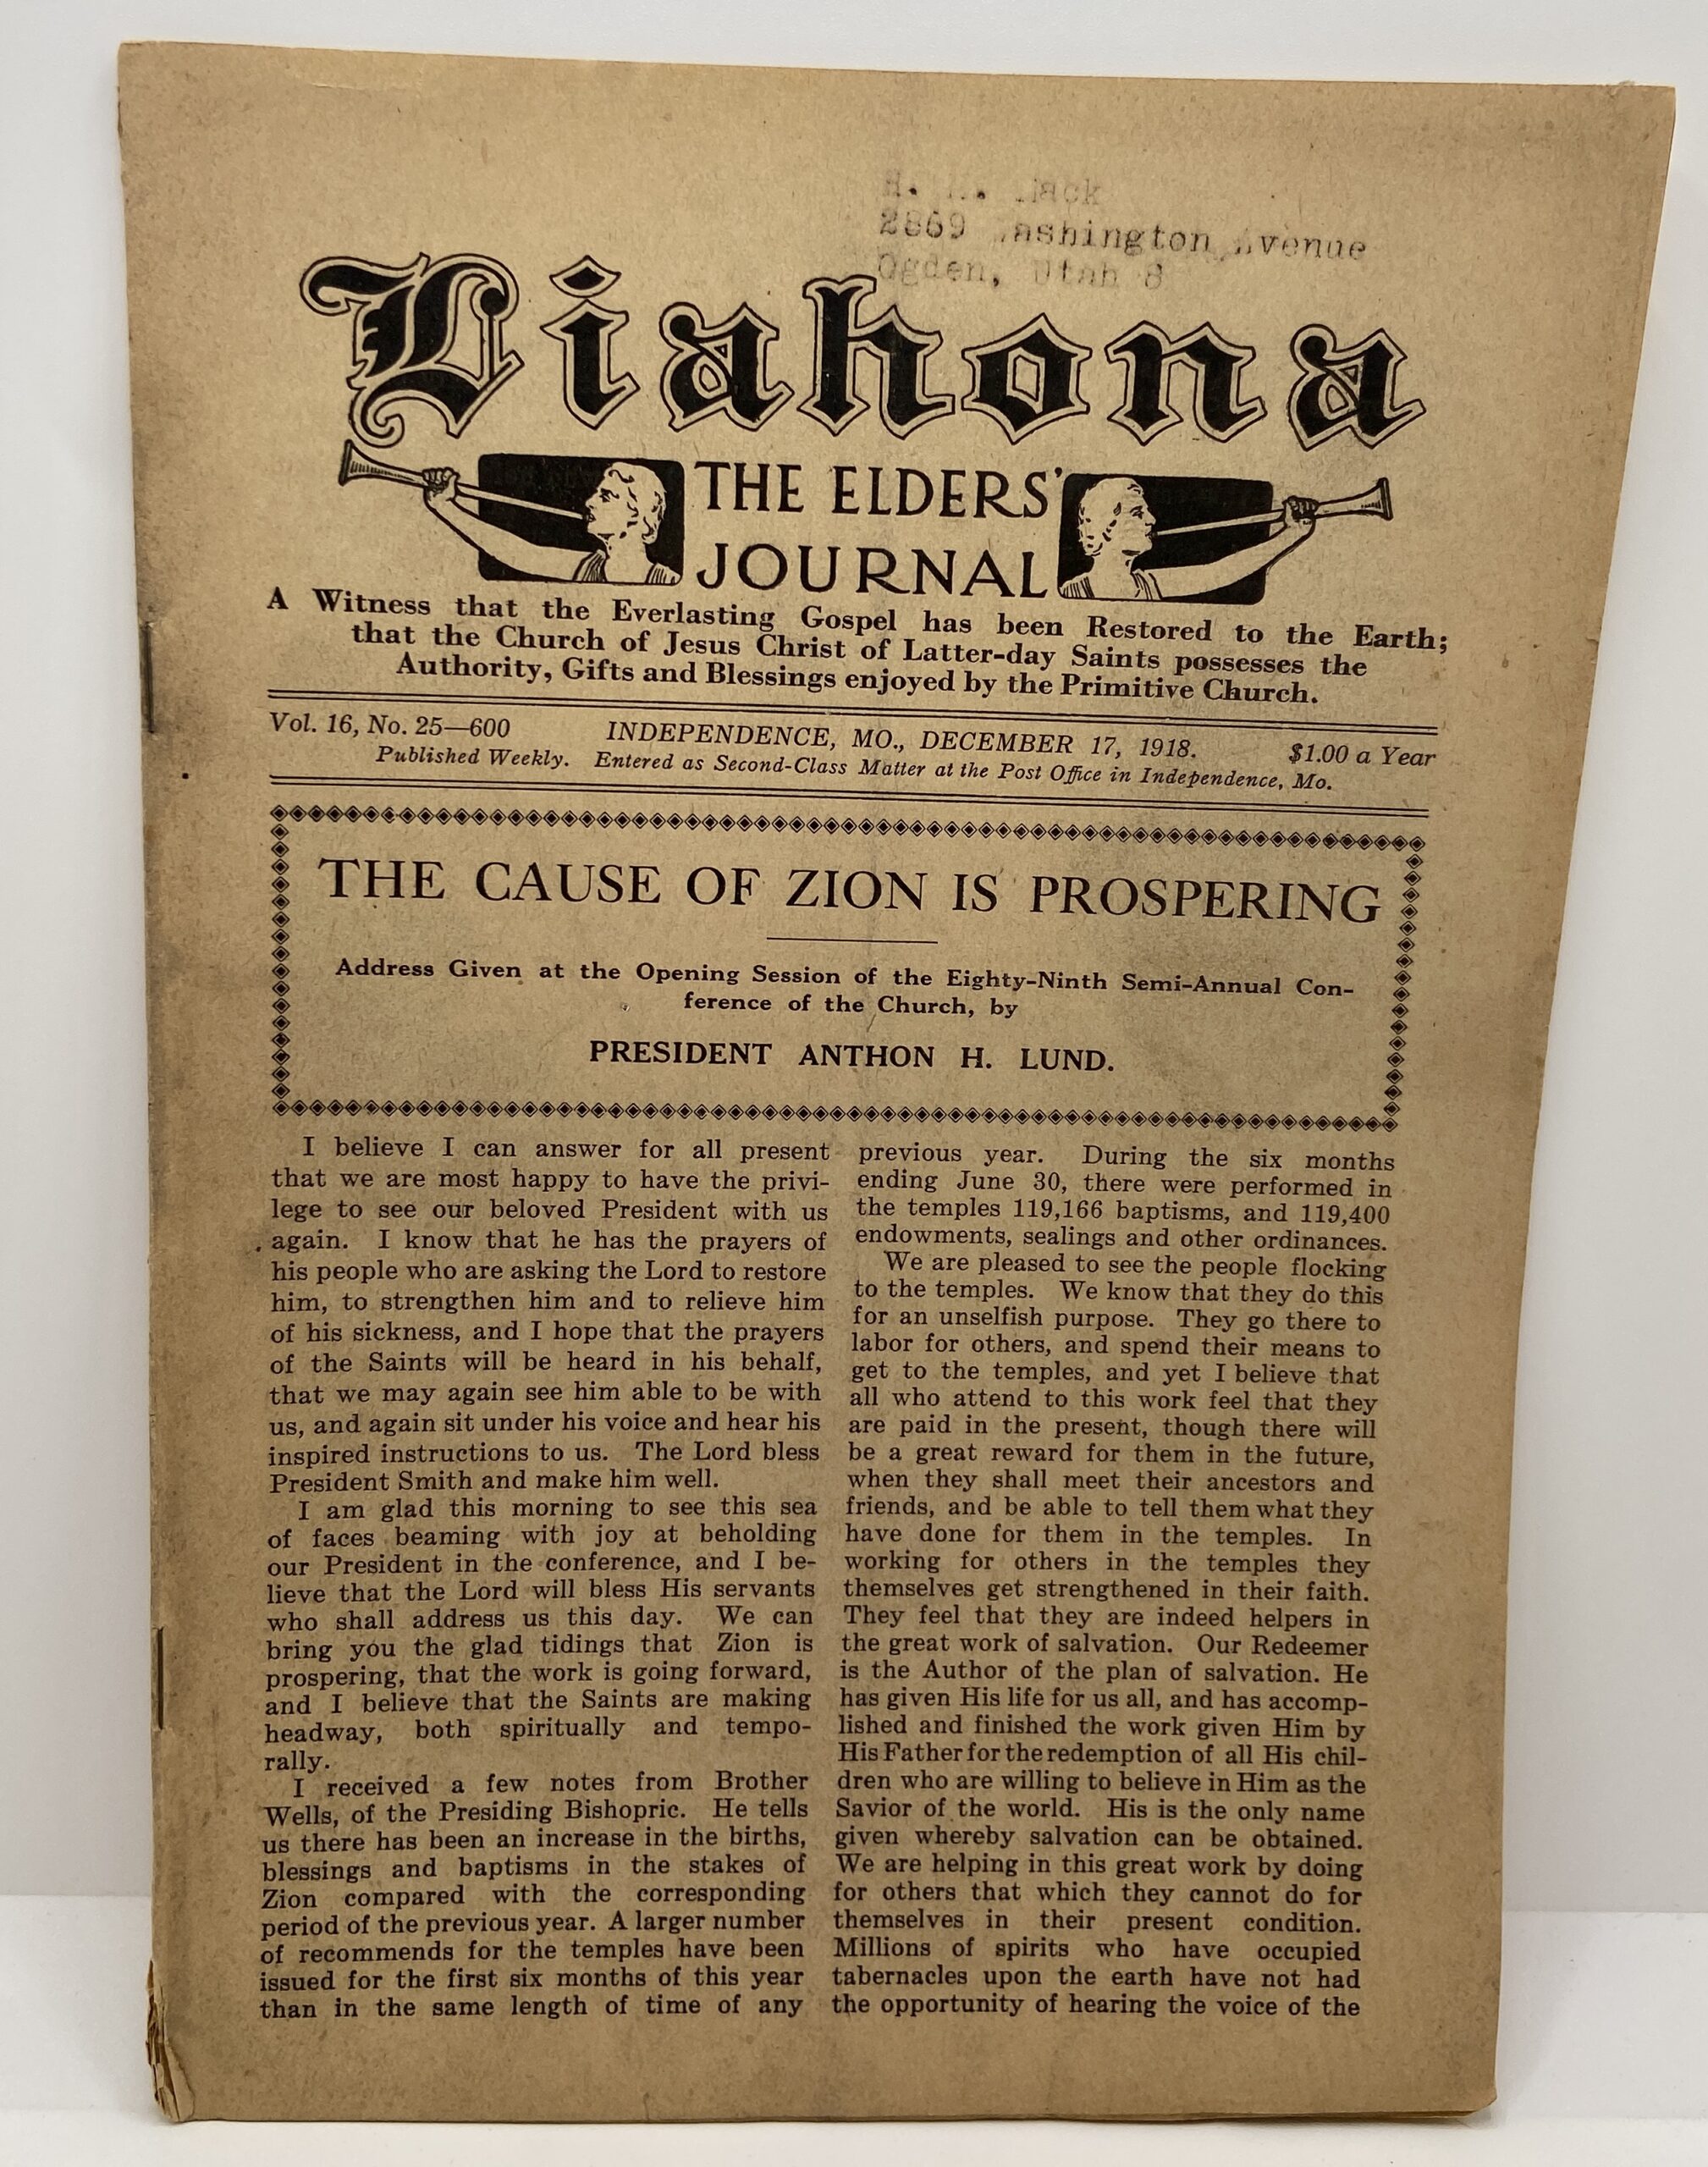 2869 Washington Avenue
Ogden, Utah 8
Liahona
THE ELDERS'
JOURNAL
A Witness that the Everlasting Gospel has been Restored to the Earth;
that the Church of Jesus Christ of Latter-day Saints possesses the
Authority, Gifts and Blessings enjoyed by the Primitive Church.
Vol. 16, No. 25—600 INDEPENDENCE, MO., DECEMBER 17, 1918. $1.00 a Year
Published Weekly. Entered as Second-Class Matter at the Post Office in Independence, Mo.
THE CAUSE OF ZION IS PROSPERING
Address Given at the Opening Session of the Eighty-Ninth Semi-Annual Con-
ference of the Church, by
PRESIDENT ANTHON H. LUND.
I believe I can answer for all present
that we are most happy to have the privi-
lege to see our beloved President with us
again. I know that he has the prayers of
his people who are asking the Lord to restore
him, to strengthen him and to relieve him
of his sickness, and I hope that the prayers
of the Saints will be heard in his behalf,
that we may again see him able to be with
us, and again sit under his voice and hear his
inspired instructions to us. The Lord bless
President Smith and make him well.
I am glad this morning to see this sea
of faces beaming with joy at beholding
our President in the conference, and I be-
lieve that the Lord will bless His servants
who shall address us this day. We can
bring you the glad tidings that Zion is
prospering, that the work is going forward,
and I believe that the Saints are making
headway, both spiritually and tempo-
rally.
I received a few notes from Brother
Wells, of the Presiding Bishopric. He tells
us there has been an increase in the births,
blessings and baptisms in the stakes of
Zion compared with the corresponding
period of the previous year. A larger number
of recommends for the temples have been
issued for the first six months of this year
than in the same length of time of any
previous year. During the six months
ending June 30, there were performed in
the temples 119,166 baptisms, and 119,400
endowments, sealings and other ordinances.
We are pleased to see the people flocking
to the temples. We know that they do this
for an unselfish purpose. They go there to
labor for others, and spend their means to
get to the temples, and yet I believe that
all who attend to this work feel that they
are paid in the present, though there will
be a great reward for them in the future,
when they shall meet their ancestors and
friends, and be able to tell them what they
have done for them in the temples. In
working for others in the temples they
themselves get strengthened in their faith.
They feel that they are indeed helpers in
the great work of salvation. Our Redeemer
is the Author of the plan of salvation. He
has given His life for us all, and has accomp-
lished and finished the work given Him by
His Father for the redemption of all His chil-
dren who are willing to believe in Him as the
Savior of the world. His is the only name
given whereby salvation can be obtained.
We are helping in this great work by doing
for others that which they cannot do for
themselves in their present condition.
Millions of spirits who have occupied
tabernacles upon the earth have not had
the opportunity of hearing the voice of the